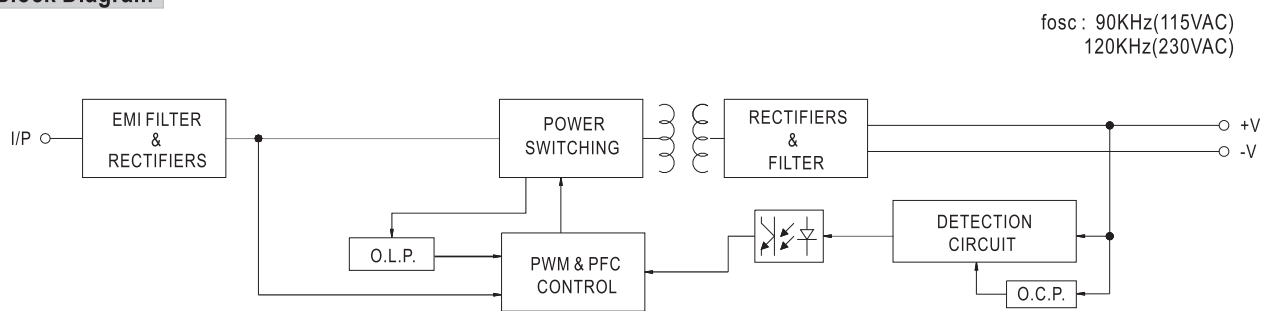 Block Diagram
fosc : 90KHz(115VAC)
120KHz(230VAC)
I/P
EMI FILTER
&
RECTIFIERS
POWER
SWITCHING
RECTIFIERS
&
FILTER
+V
-V
O.L.P.
PWM & PFC
CONTROL
DETECTION
CIRCUIT
O.C.P.